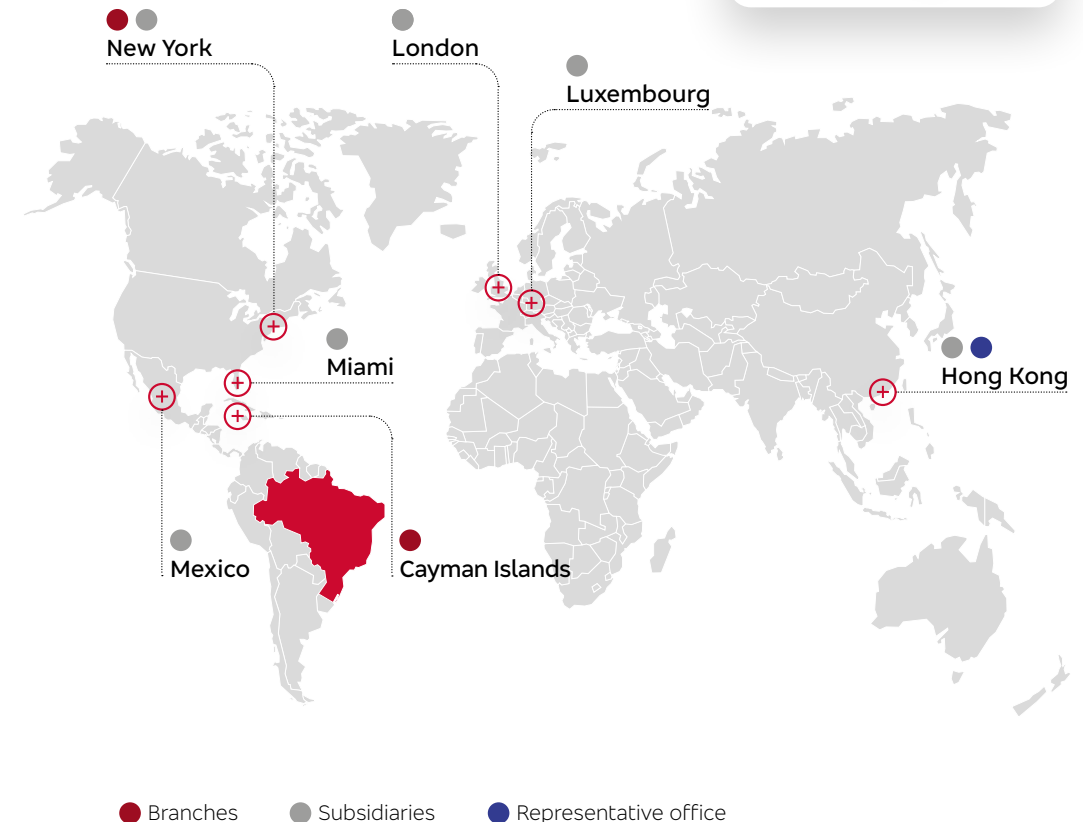 New York
London
Luxembourg
Miami
Hong Kong
Mexico
Cayman Islands
Branches
Subsidiaries
Representative office